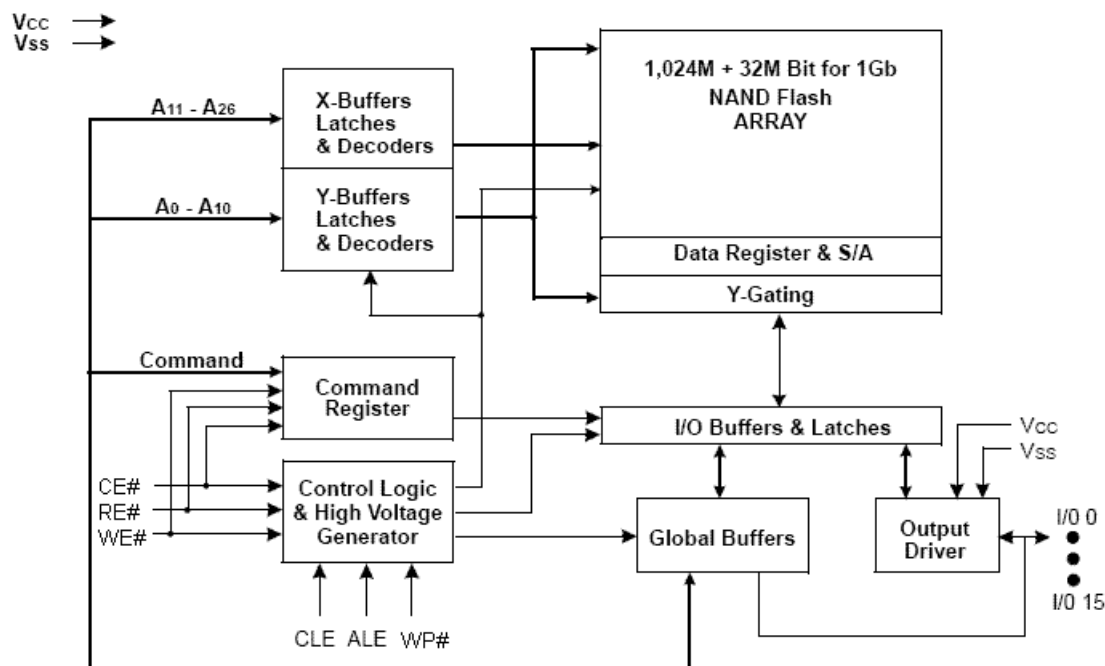 Vcc
Vss
A11 - A26
X-Buffers
Latches
& Decoders
A0 - A10
Y-Buffers
Latches
& Decoders
1,024M + 32M Bit for 1Gb
NAND Flash
ARRAY
Data Register & S/A
Y-Gating
Command
Command
Register
I/O Buffers & Latches
VCC
VSS
CE#
RE#
WE#
Control Logic
& High Voltage
Generator
Global Buffers
Output
Driver
I/0 0
I/0 15
CLE
ALE
WP#